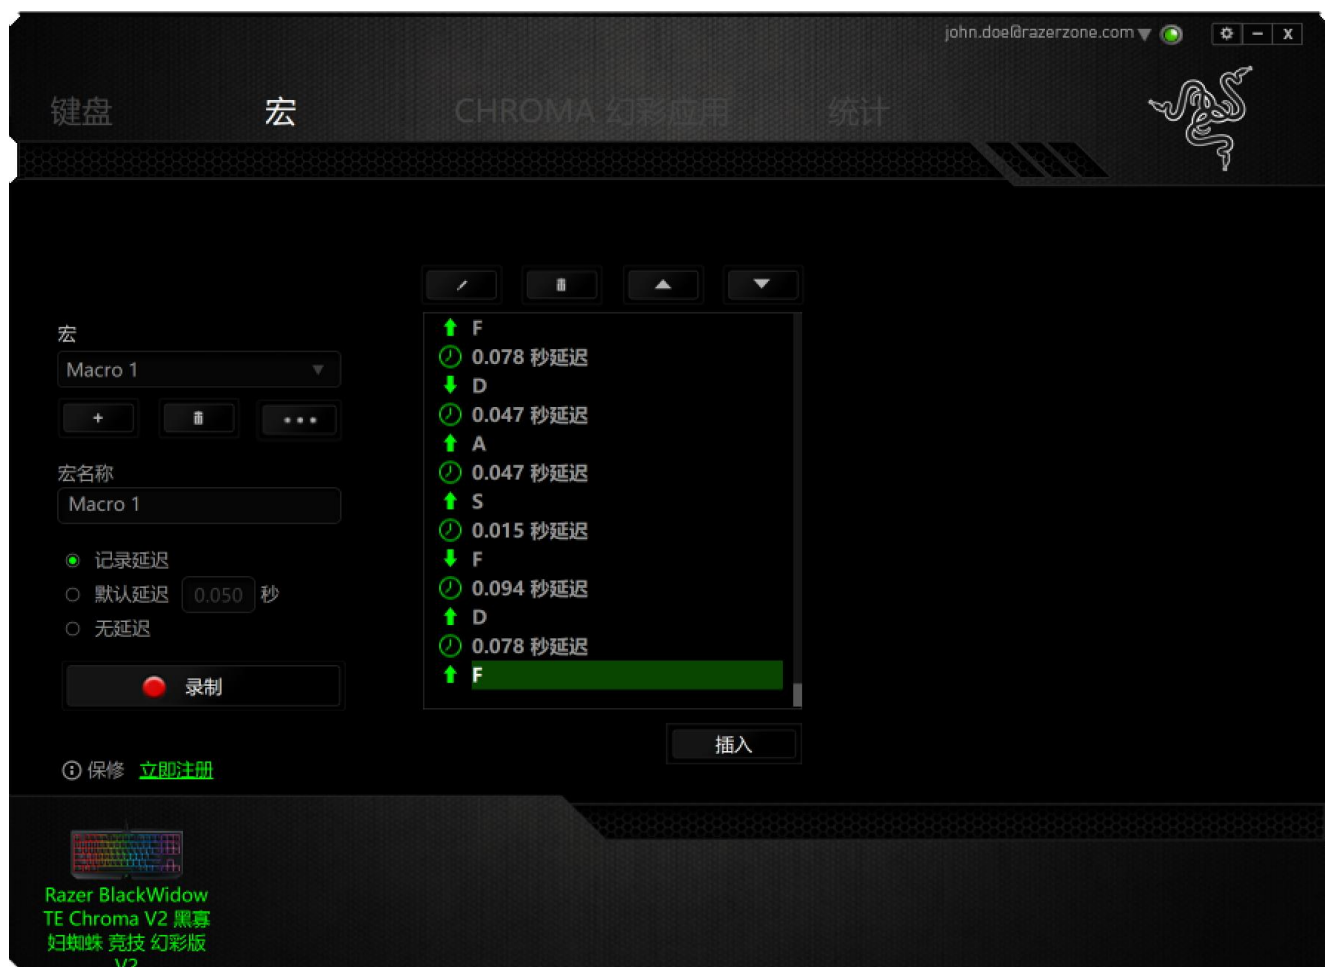 john.doe@razerzone.com
键盘
宏
CHROMA 幻彩应用
统计
宏
Macro 1
宏名称
Macro 1
记录延迟
默认延迟 0.050 秒
无延迟
录制
保修 立即注册
F
0.078 秒延迟
D
0.047 秒延迟
A
0.047 秒延迟
S
0.015 秒延迟
F
0.094 秒延迟
D
0.078 秒延迟
F
插入
Razer BlackWidow
TE Chroma V2 黑寡
妇蜘蛛 竞技 幻彩版
V2